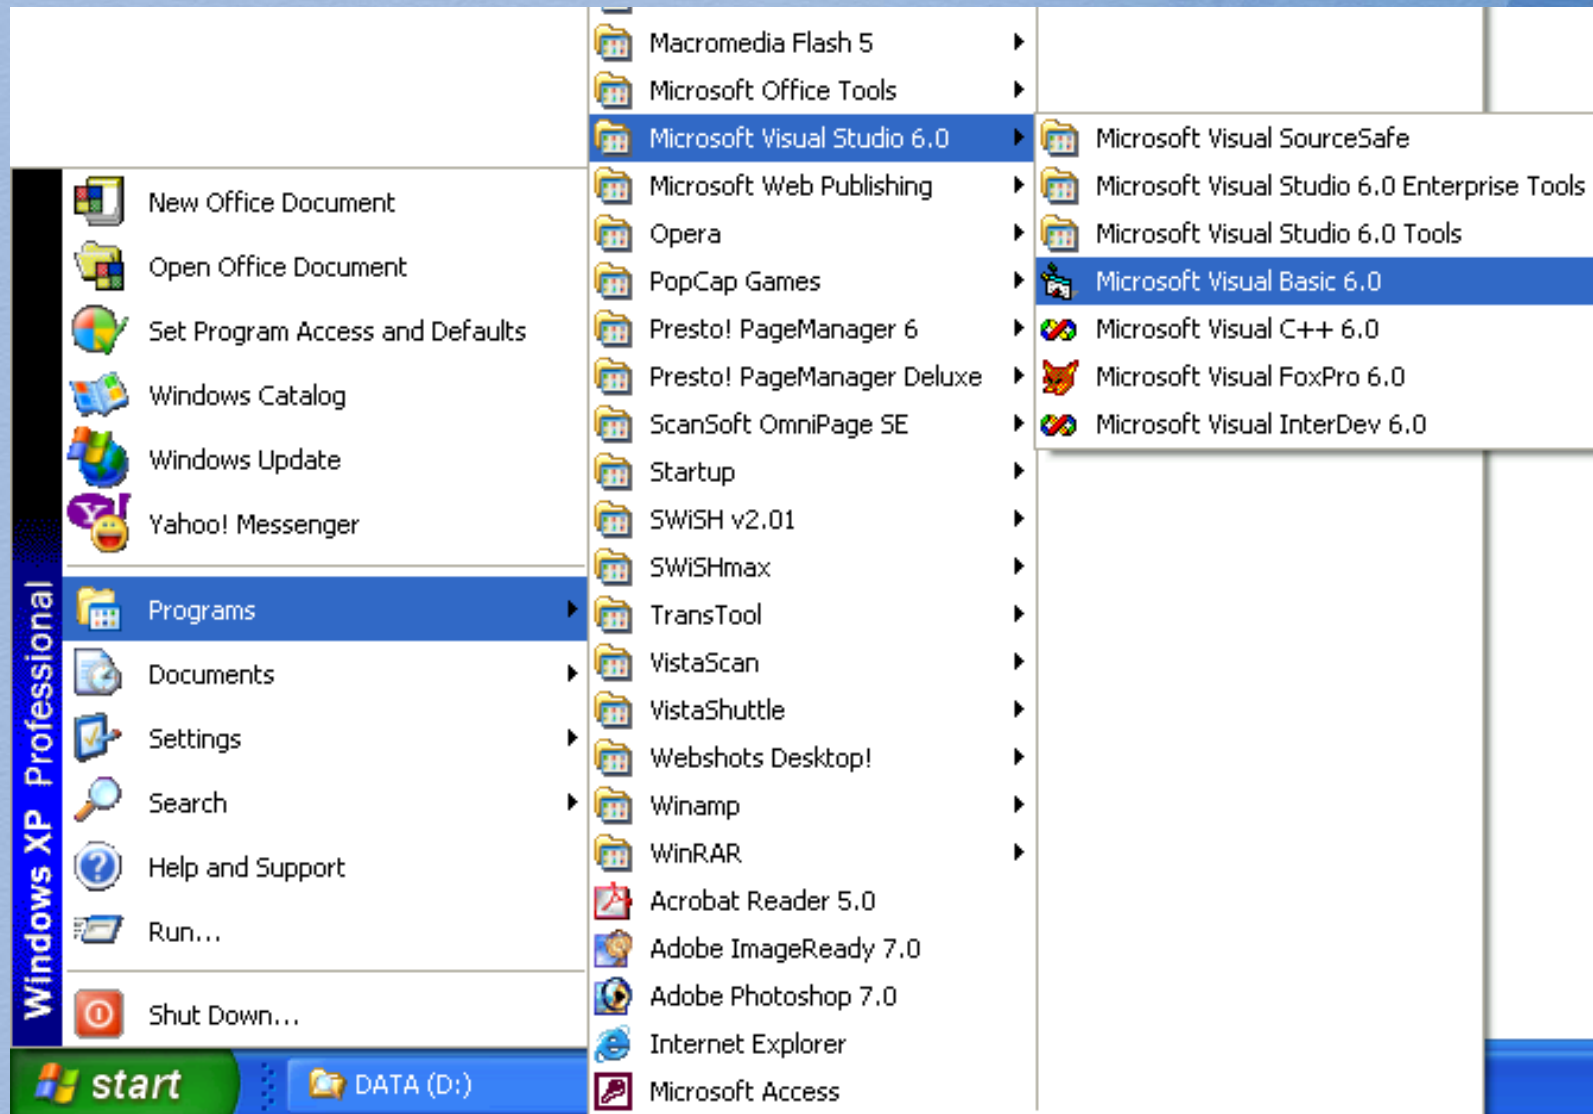 Macromedia Flash 5
Microsoft Office Tools
Microsoft Visual Studio 6.0
Microsoft Web Publishing
Opera
PopCap Games
Presto! PageManager 6
Presto! PageManager Deluxe
ScanSoft OmniPage SE
Startup
SWiSH v2.01
SWiSHmax
TransTool
VistaScan
VistaShuttle
Webshots Desktop!
Winamp
WinRAR
Acrobat Reader 5.0
Adobe ImageReady 7.0
Adobe Photoshop 7.0
Internet Explorer
Microsoft Access
Microsoft Visual SourceSafe
Microsoft Visual Studio 6.0 Enterprise Tools
Microsoft Visual Studio 6.0 Tools
Microsoft Visual Basic 6.0
Microsoft Visual C++ 6.0
Microsoft Visual FoxPro 6.0
Microsoft Visual InterDev 6.0
New Office Document
Open Office Document
Set Program Access and Defaults
Windows Catalog
Windows Update
Yahoo! Messenger
Programs
Documents
Settings
Search
Help and Support
Run...
Shut Down...
Windows XP Professional
start
DATA (D:)